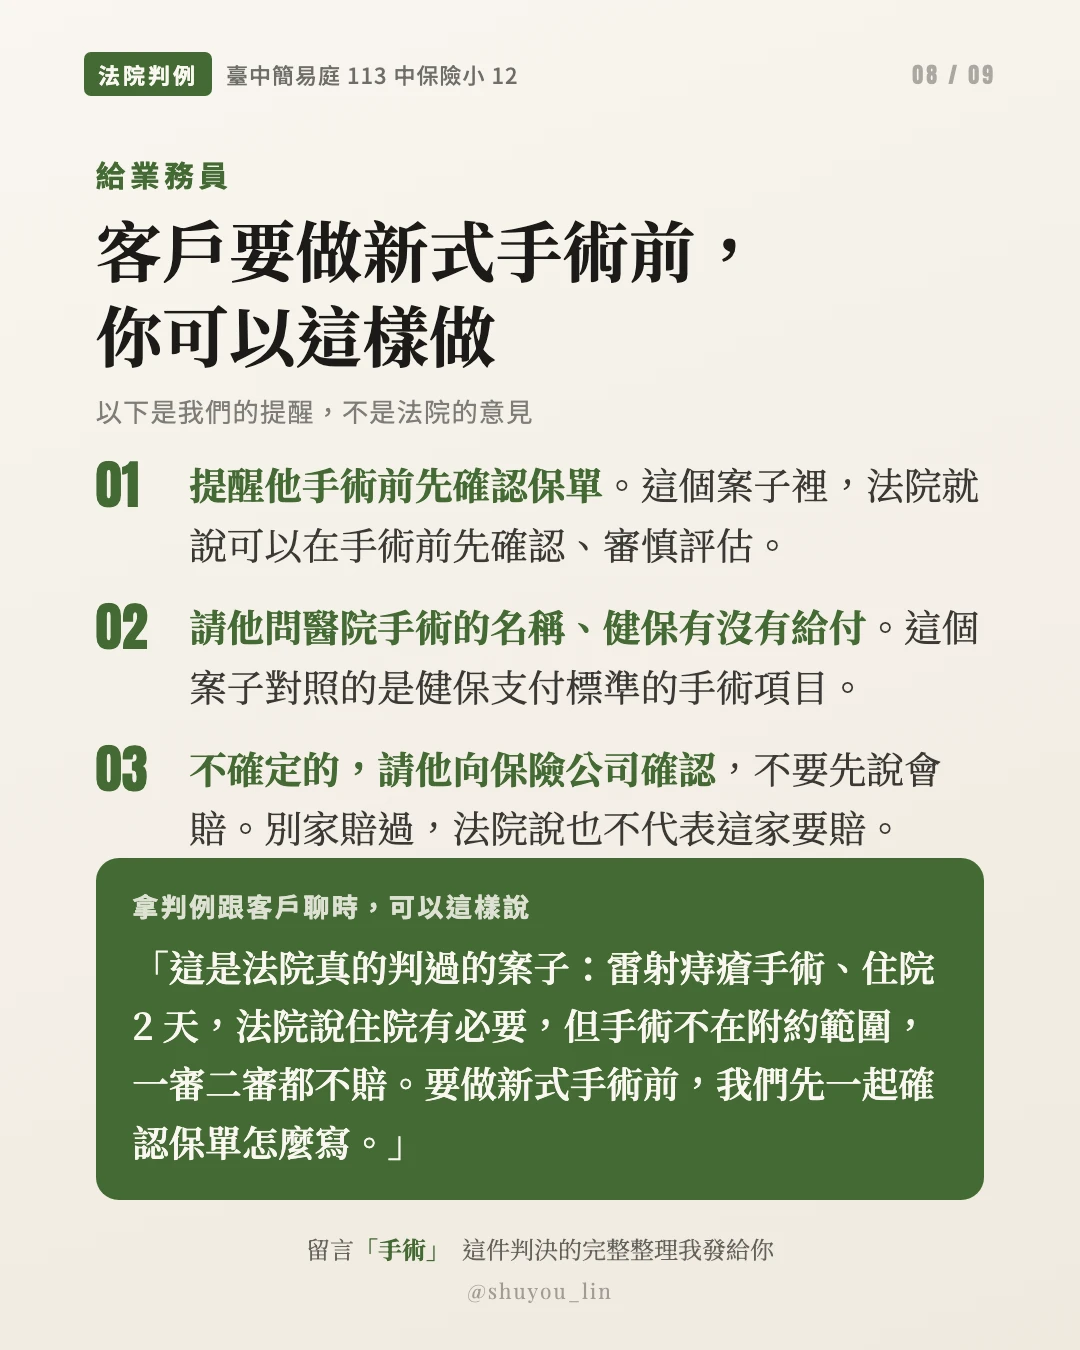 法院判例 臺中簡易庭 113 中保險小 12 08 / 09
給業務員
客戶要做新式手術前，
你可以這樣做
以下是我們的提醒，不是法院的意見
01 提醒他手術前先確認保單。這個案子裡，法院就
說可以在手術前先確認、審慎評估。
02 請他問醫院手術的名稱、健保有沒有給付。這個
案子對照的是健保支付標準的手術項目。
03 不確定的，請他向保險公司確認，不要先說會
賠。別家賠過，法院說也不代表這家要賠。
拿判例跟客戶聊時，可以這樣說
「這是法院真的判過的案子：雷射痔瘡手術、住院
2 天，法院說住院有必要，但手術不在附約範圍，
一審二審都不賠。要做新式手術前，我們先一起確
認保單怎麼寫。」
留言「手術」 這件判決的完整整理我發給你
@shuyou_lin